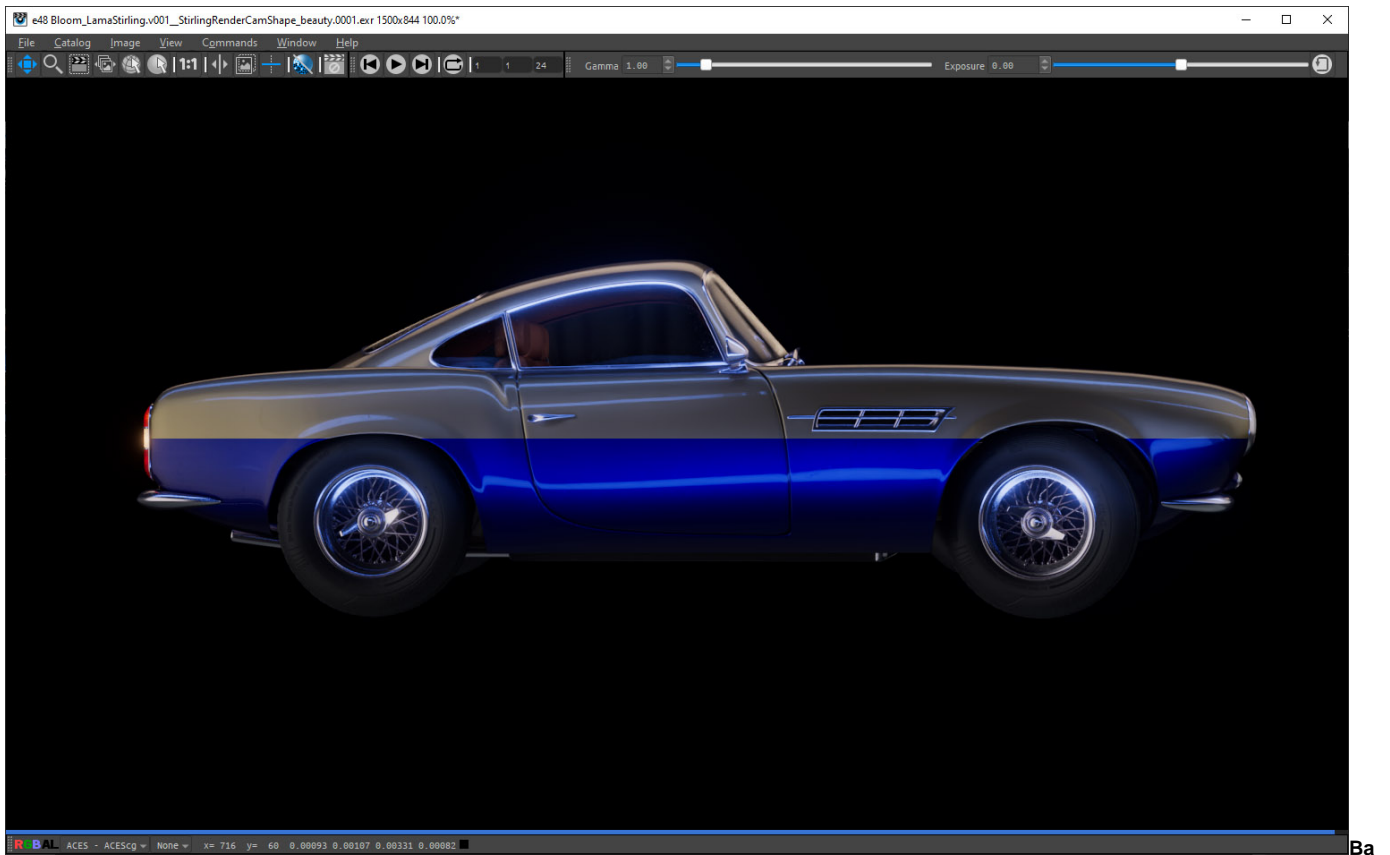 e48 Bloom_LamaStirling.v001__StirlingRenderCamShape_beauty.0001.exr 1500x844 100.0%*
File Catalog Image View Commands Window Help
1:1 1 1 24 Gamma 1.00 Exposure 0.00
RGBAL ACES - ACEScg None x= 716 y= 60 0.00093 0.00107 0.00331 0.00082
Ba